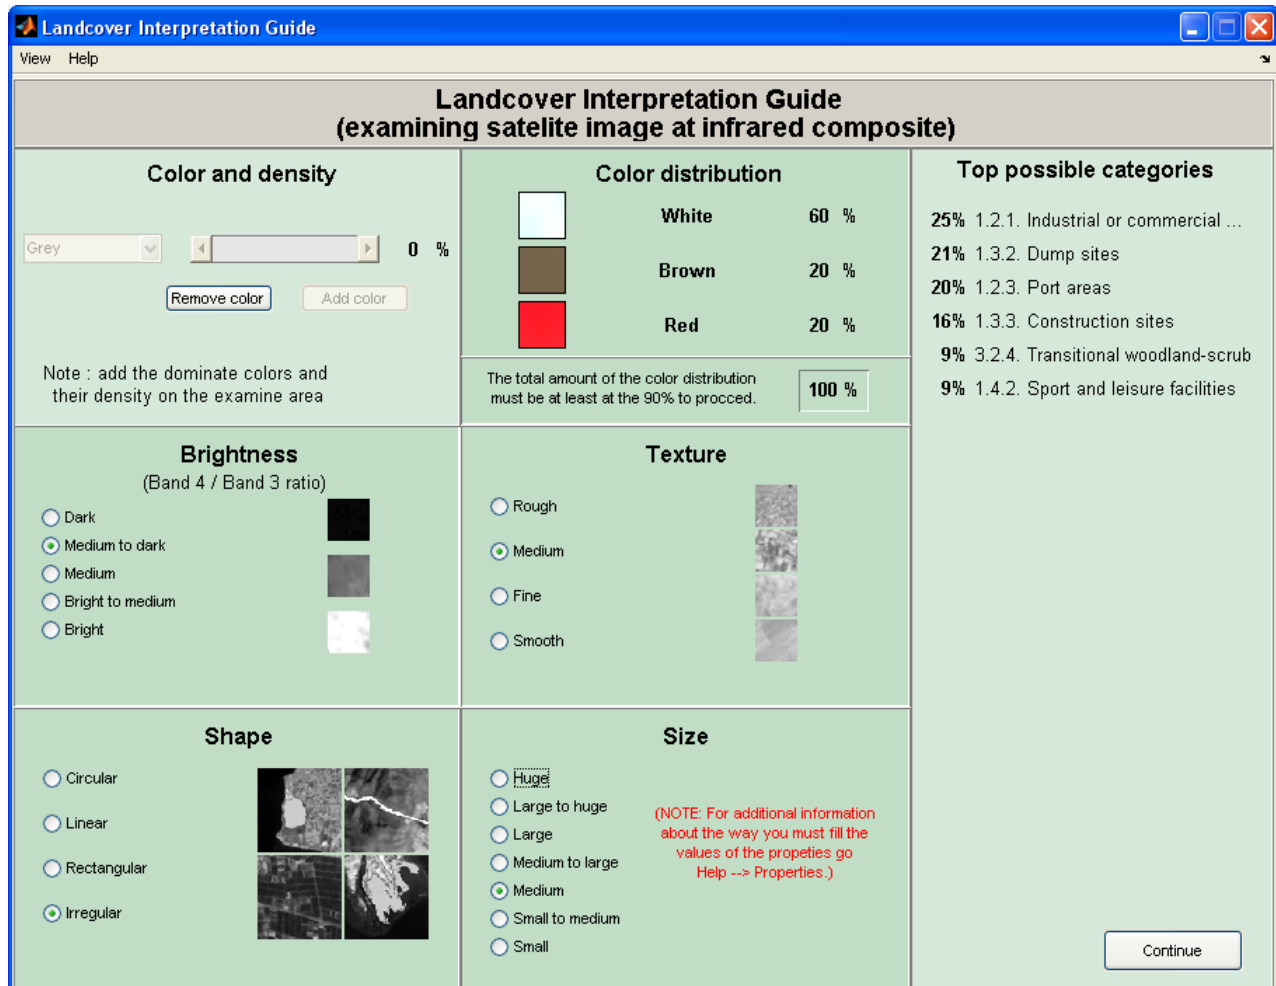 Landcover Interpretation Guide
View Help
Landcover Interpretation Guide
(examining satelite image at infrared composite)
Color and density
Grey
0 %
Remove color
Add color
Note : add the dominate colors and
their density on the examine area
Color distribution
White 60 %
Brown 20 %
Red 20 %
The total amount of the color distribution
must be at least at the 90% to procced.
100 %
Top possible categories
25% 1.2.1. Industrial or commercial ...
21% 1.3.2. Dump sites
20% 1.2.3. Port areas
16% 1.3.3. Construction sites
9% 3.2.4. Transitional woodland-scrub
9% 1.4.2. Sport and leisure facilities
Brightness
(Band 4 / Band 3 ratio)
Dark
Medium to dark
Medium
Bright to medium
Bright
Texture
Rough
Medium
Fine
Smooth
Shape
Circular
Linear
Rectangular
Irregular
Size
Huge
Large to huge
Large
Medium to large
Medium
Small to medium
Small
(NOTE: For additional information
about the way you must fill the
values of the propeties go
Help --> Properties.)
Continue